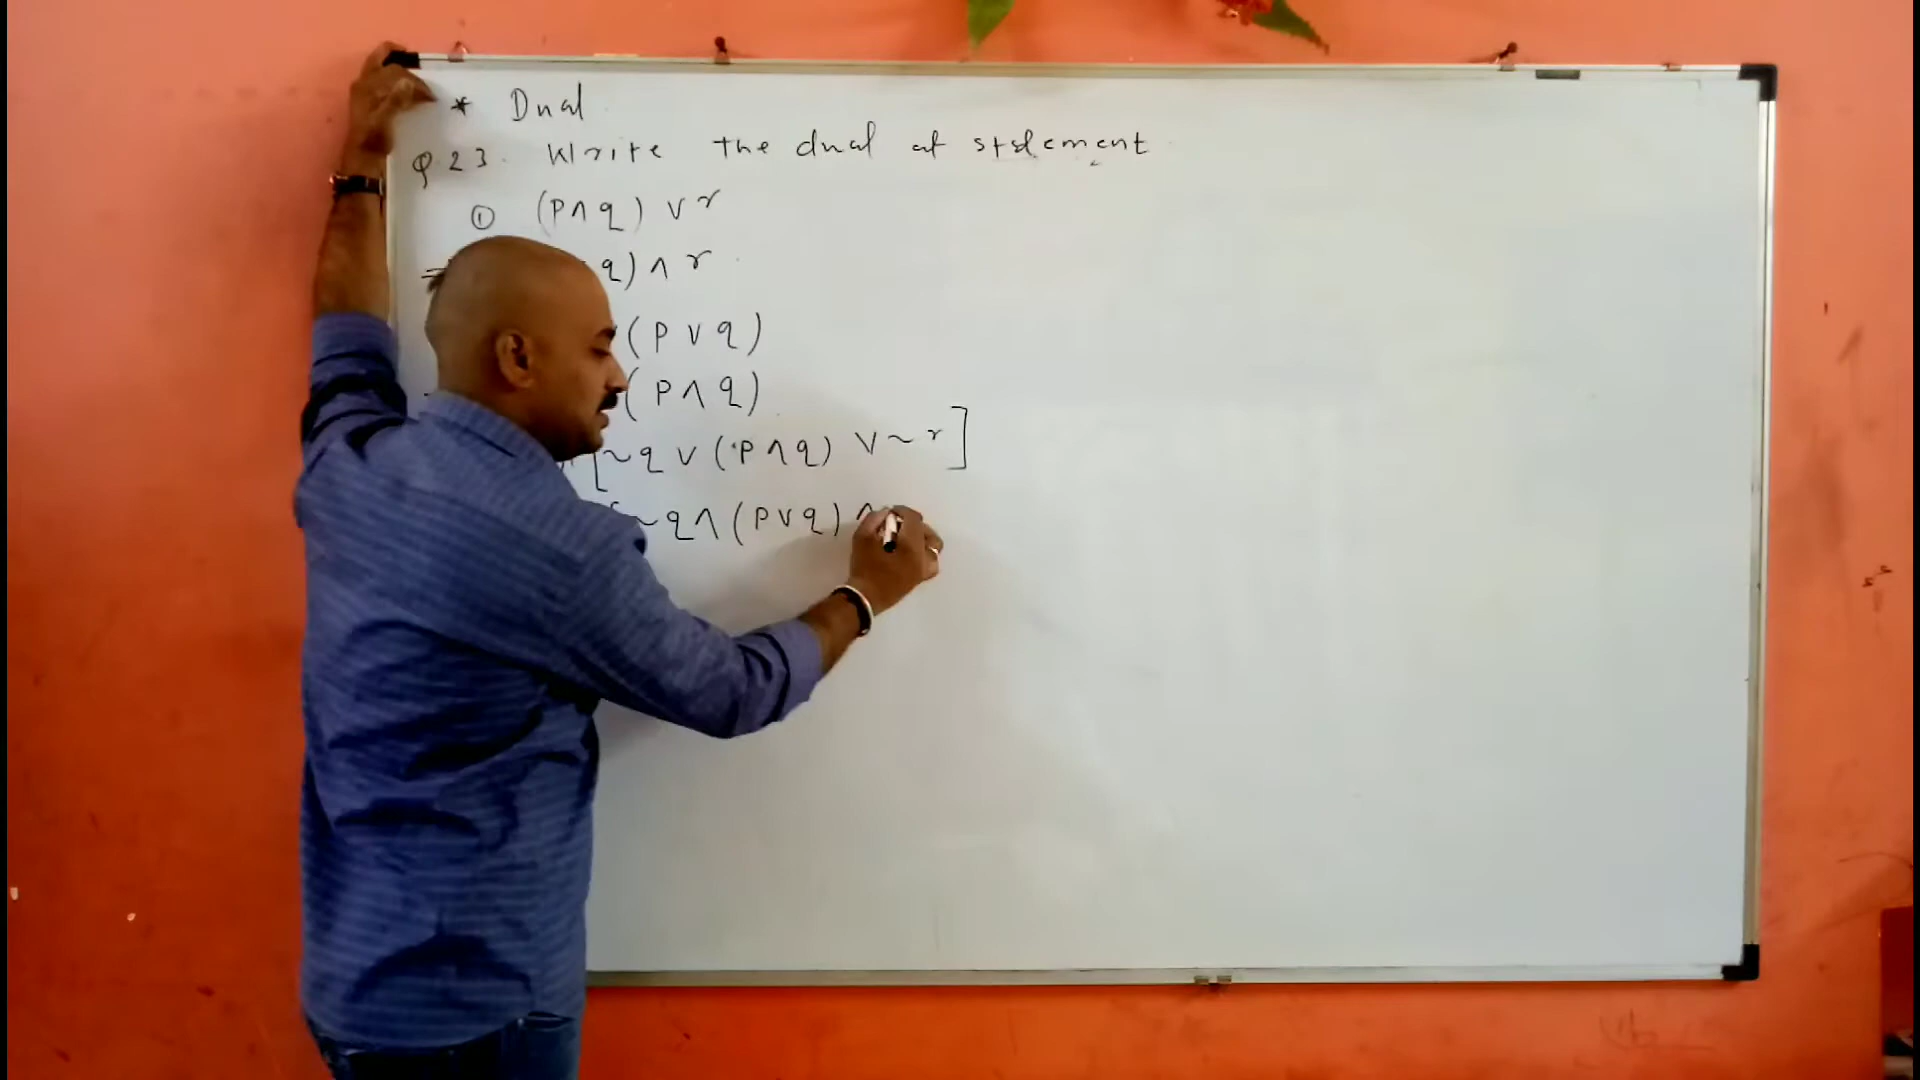 * Dual
Q.23. Write the dual of statement
① (P∧q) ∨ r
q) ∧ r
(P ∨ q)
(P ∧ q)
[~q ∨ (P∧q) ∨ ~r]
~q ∧ (P∨q) ∧